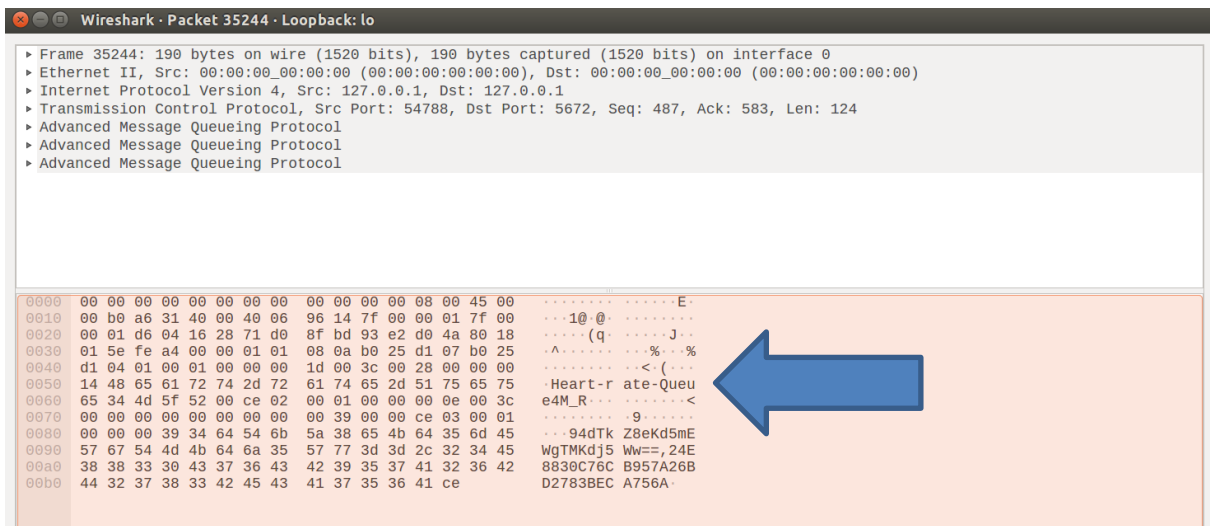 Wireshark · Packet 35244 · Loopback: lo
▸ Frame 35244: 190 bytes on wire (1520 bits), 190 bytes captured (1520 bits) on interface 0
▸ Ethernet II, Src: 00:00:00_00:00:00 (00:00:00:00:00:00), Dst: 00:00:00_00:00:00 (00:00:00:00:00:00)
▸ Internet Protocol Version 4, Src: 127.0.0.1, Dst: 127.0.0.1
▸ Transmission Control Protocol, Src Port: 54788, Dst Port: 5672, Seq: 487, Ack: 583, Len: 124
▸ Advanced Message Queueing Protocol
▸ Advanced Message Queueing Protocol
▸ Advanced Message Queueing Protocol
0000 00 00 00 00 00 00 00 00 00 00 00 00 08 00 45 00 ········ ······E·
0010 00 b0 a6 31 40 00 40 06 96 14 7f 00 00 01 7f 00 ···1@·@· ········
0020 00 01 d6 04 16 28 71 d0 8f bd 93 e2 d0 4a 80 18 ·····(q· ·····J··
0030 01 5e fe a4 00 00 01 01 08 0a b0 25 d1 07 b0 25 ·^······ ···%···%
0040 d1 04 01 00 01 00 00 00 1d 00 3c 00 28 00 00 00 ········ ··<·(···
0050 14 48 65 61 72 74 2d 72 61 74 65 2d 51 75 65 75 ·Heart-r ate-Queu
0060 65 34 4d 5f 52 00 ce 02 00 01 00 00 00 0e 00 3c e4M_R··· ·······<
0070 00 00 00 00 00 00 00 00 00 39 00 00 ce 03 00 01 ········ ·9······
0080 00 00 00 39 34 64 54 6b 5a 38 65 4b 64 35 6d 45 ···94dTk Z8eKd5mE
0090 57 67 54 4d 4b 64 6a 35 57 77 3d 3d 2c 32 34 45 WgTMKdj5 Ww==,24E
00a0 38 38 33 30 43 37 36 43 42 39 35 37 41 32 36 42 8830C76C B957A26B
00b0 44 32 37 38 33 42 45 43 41 37 35 36 41 ce D2783BEC A756A·